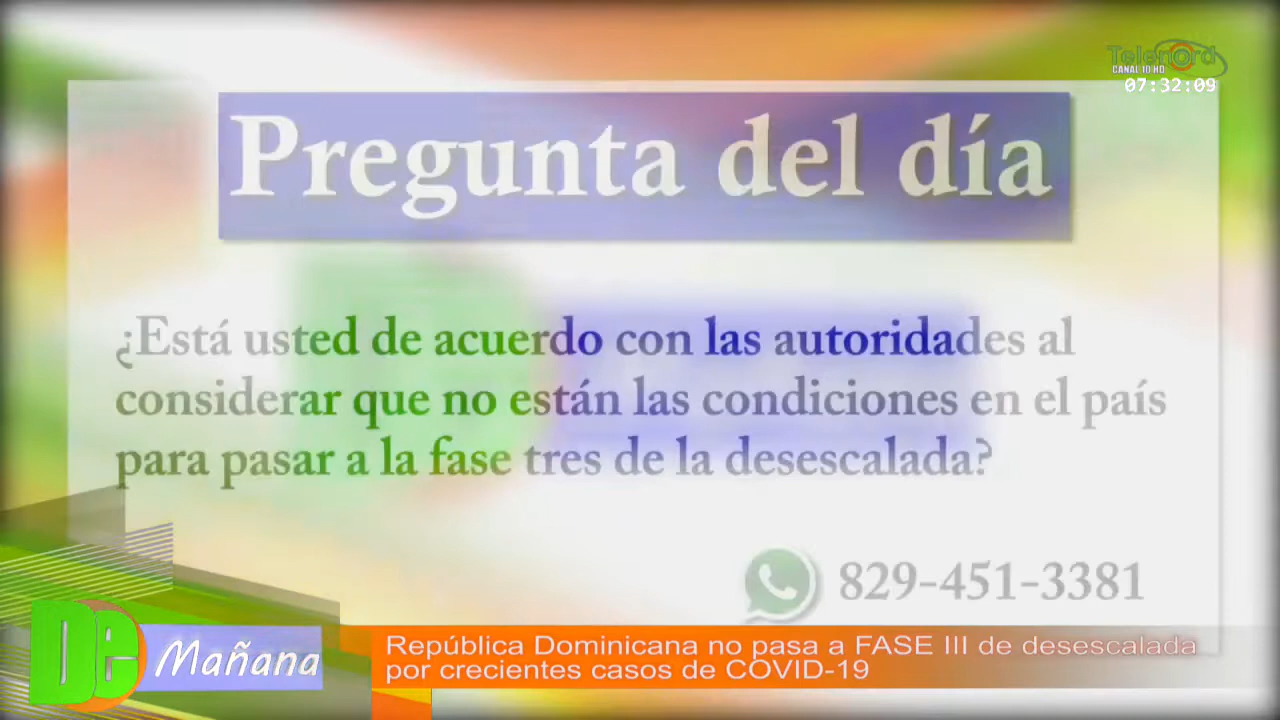 Telenord
CANAL 10 HD
07:32:09
Pregunta del día
¿Está usted de acuerdo con las autoridades al
considerar que no están las condiciones en el país
para pasar a la fase tres de la desescalada?
829-451-3381
De Mañana
República Dominicana no pasa a FASE III de desescalada
por crecientes casos de COVID-19